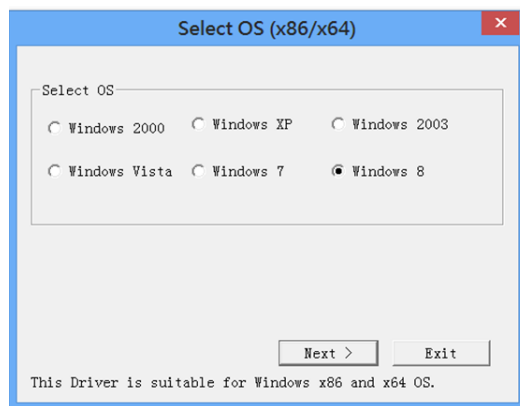 Select OS (x86/x64)
Select OS
Windows 2000 Windows XP Windows 2003
Windows Vista Windows 7 Windows 8
Next > Exit
This Driver is suitable for Windows x86 and x64 OS.